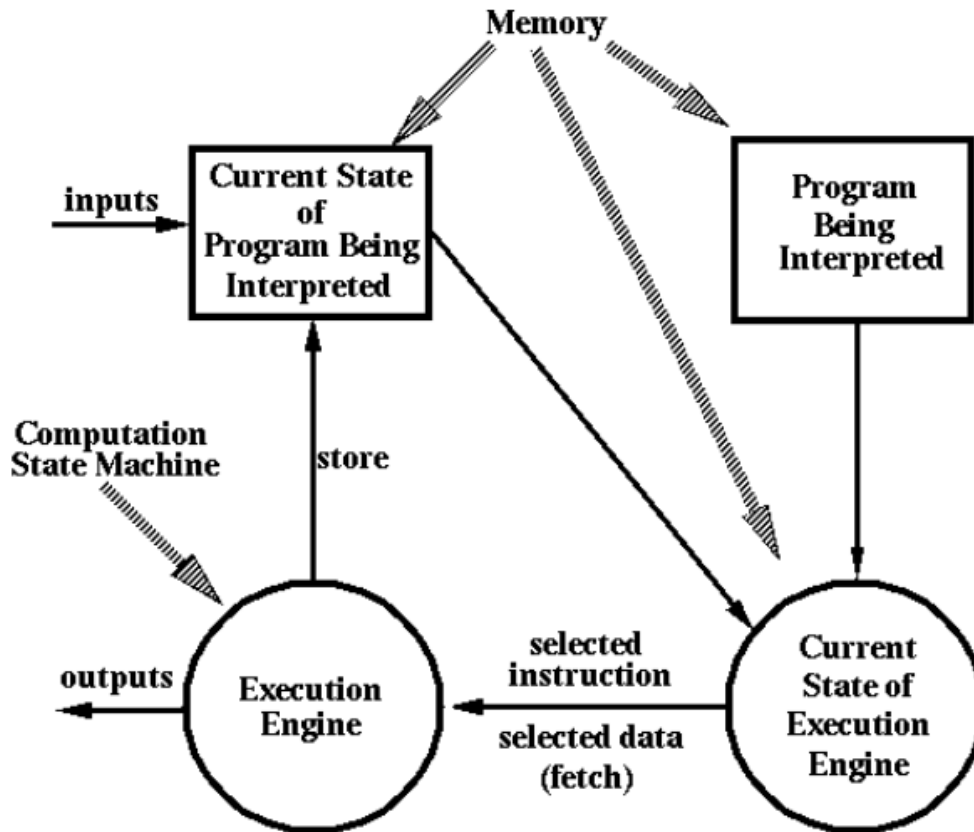 Memory
inputs
Current State
of
Program Being
Interpreted
Program
Being
Interpreted
Computation
State Machine
store
outputs
Execution
Engine
selected
instruction
selected data
(fetch)
Current
State of
Execution
Engine